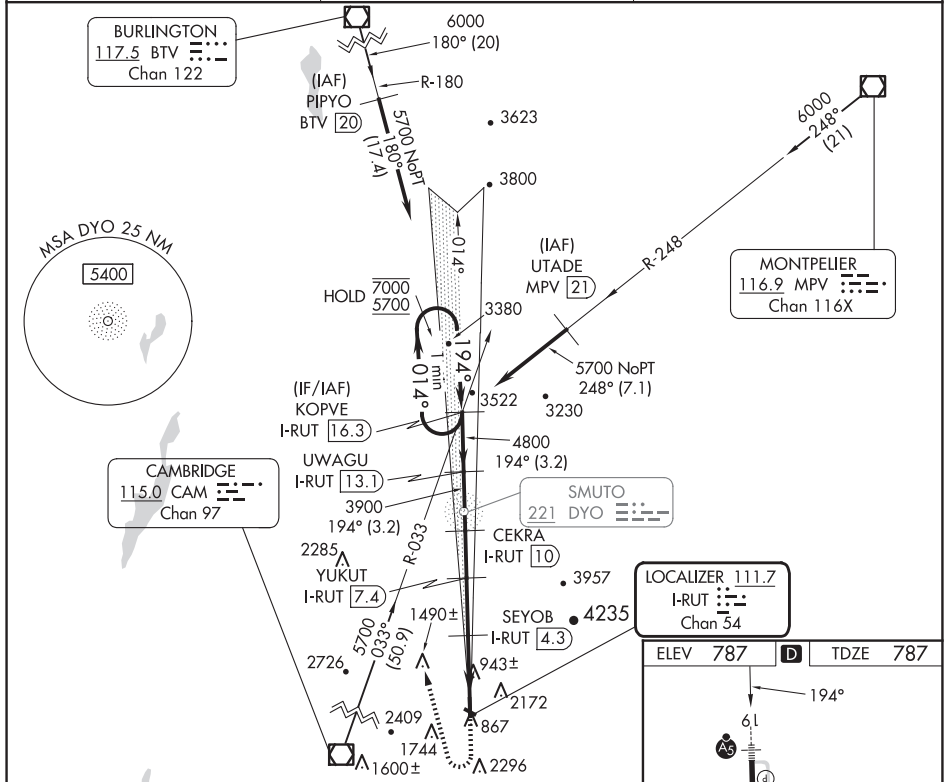 BURLINGTON
117.5 BTV
Chan 122
6000
180° (20)
R-180
(IAF)
PIPYO
BTV 20
5700 NoPT
180°
(17.4)
3623
3800
6000
248°
(21)
R-248
MONTPELIER
116.9 MPV
Chan 116X
MSA DYO 25 NM
5400
014°
(IAF)
UTADE
MPV 21
HOLD 7000
5700
3380
194°
1 min
014°
5700 NoPT
248° (7.1)
(IF/IAF)
KOPVE
I-RUT 16.3
3522
3230
4800
194° (3.2)
UWAGU
I-RUT 13.1
3900
194° (3.2)
CAMBRIDGE
115.0 CAM
Chan 97
SMUTO
221 DYO
CEKRA
I-RUT 10
R-033
2285
YUKUT
I-RUT 7.4
3957
LOCALIZER 111.7
I-RUT
Chan 54
1490±
SEYOB
I-RUT 4.3
4235
5700
033°
(50.9)
943±
2726
2172
2409
867
1744
1600±
2296
ELEV 787 D TDZE 787
194°
19
A5
P